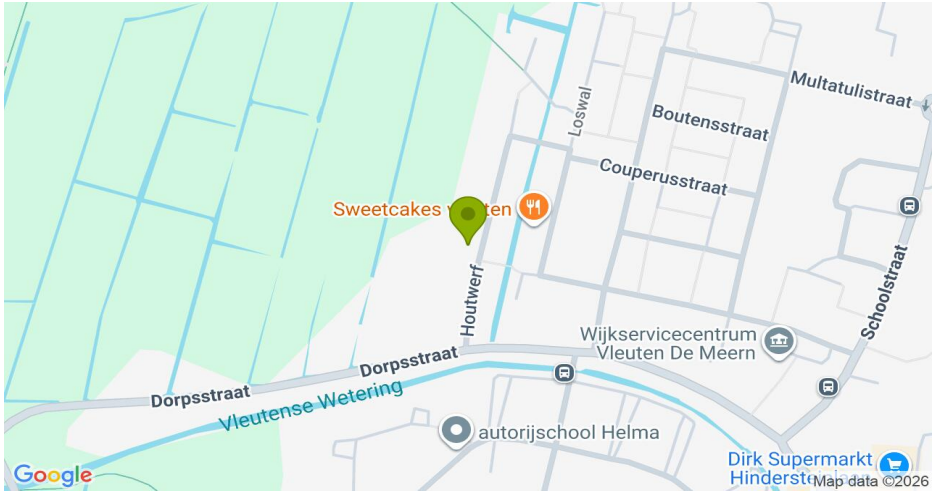 Multatulistraat
Loswal
Boutensstraat
Couperusstraat
Sweetcakes
Schoolstraat
Houtwerf
Wijkservicecentrum
Vleuten De Meern
Dorpsstraat
Dorpsstraat
Vleutense Wetering
autorijschool Helma
Dirk Supermarkt
Google
Map data ©2026